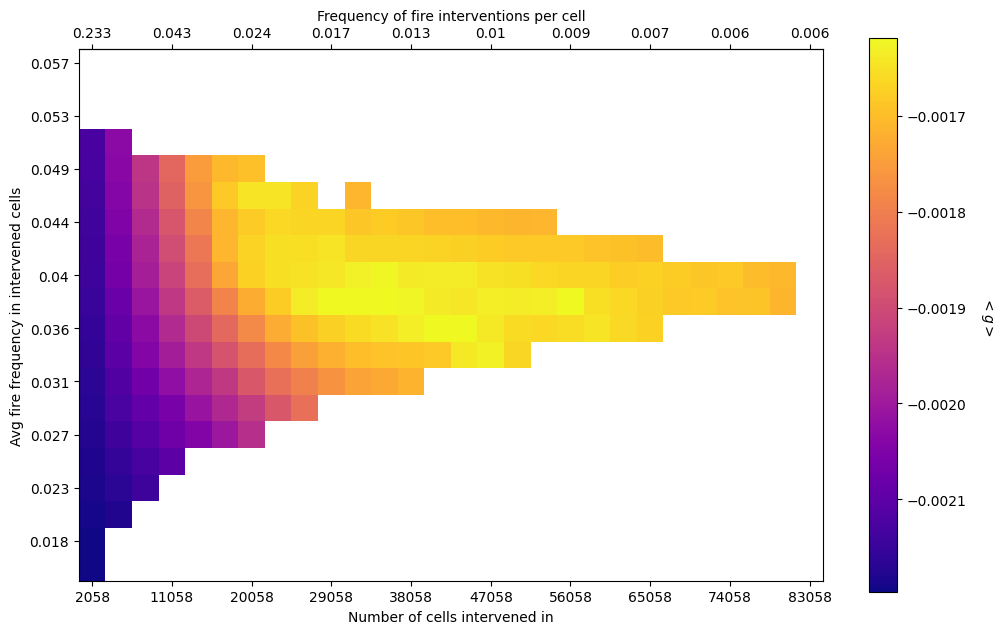 Frequency of fire interventions per cell
0.233 0.043 0.024 0.017 0.013 0.01 0.009 0.007 0.006 0.006
Avg fire frequency in intervened cells
0.057
0.053
0.049
0.044
0.04
0.036
0.031
0.027
0.023
0.018
2058 11058 20058 29058 38058 47058 56058 65058 74058 83058
Number of cells intervened in
−0.0017
−0.0018
−0.0019
−0.0020
−0.0021
< g >